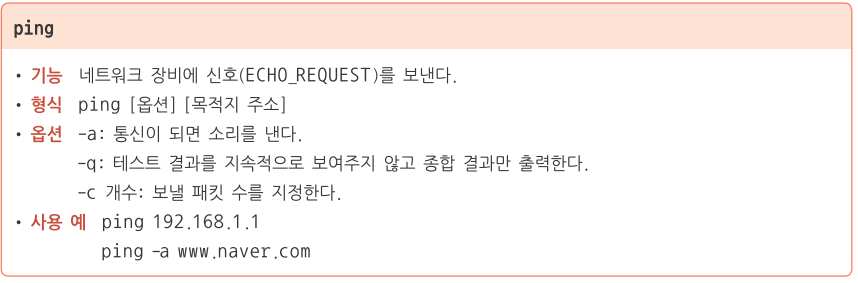 ping
• 기능 네트워크 장비에 신호(ECHO_REQUEST)를 보낸다.
• 형식 ping [옵션] [목적지 주소]
• 옵션 -a: 통신이 되면 소리를 낸다.
-q: 테스트 결과를 지속적으로 보여주지 않고 종합 결과만 출력한다.
-c 개수: 보낼 패킷 수를 지정한다.
• 사용 예 ping 192.168.1.1
ping -a www.naver.com